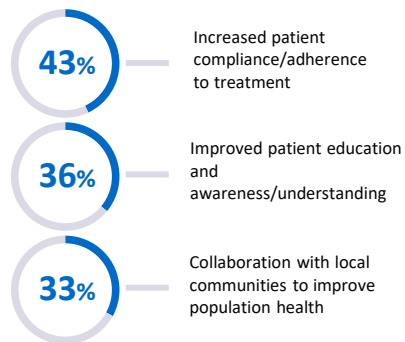 43%
Increased patient
compliance/adherence
to treatment
36%
Improved patient education
and
awareness/understanding
33%
Collaboration with local
communities to improve
population health